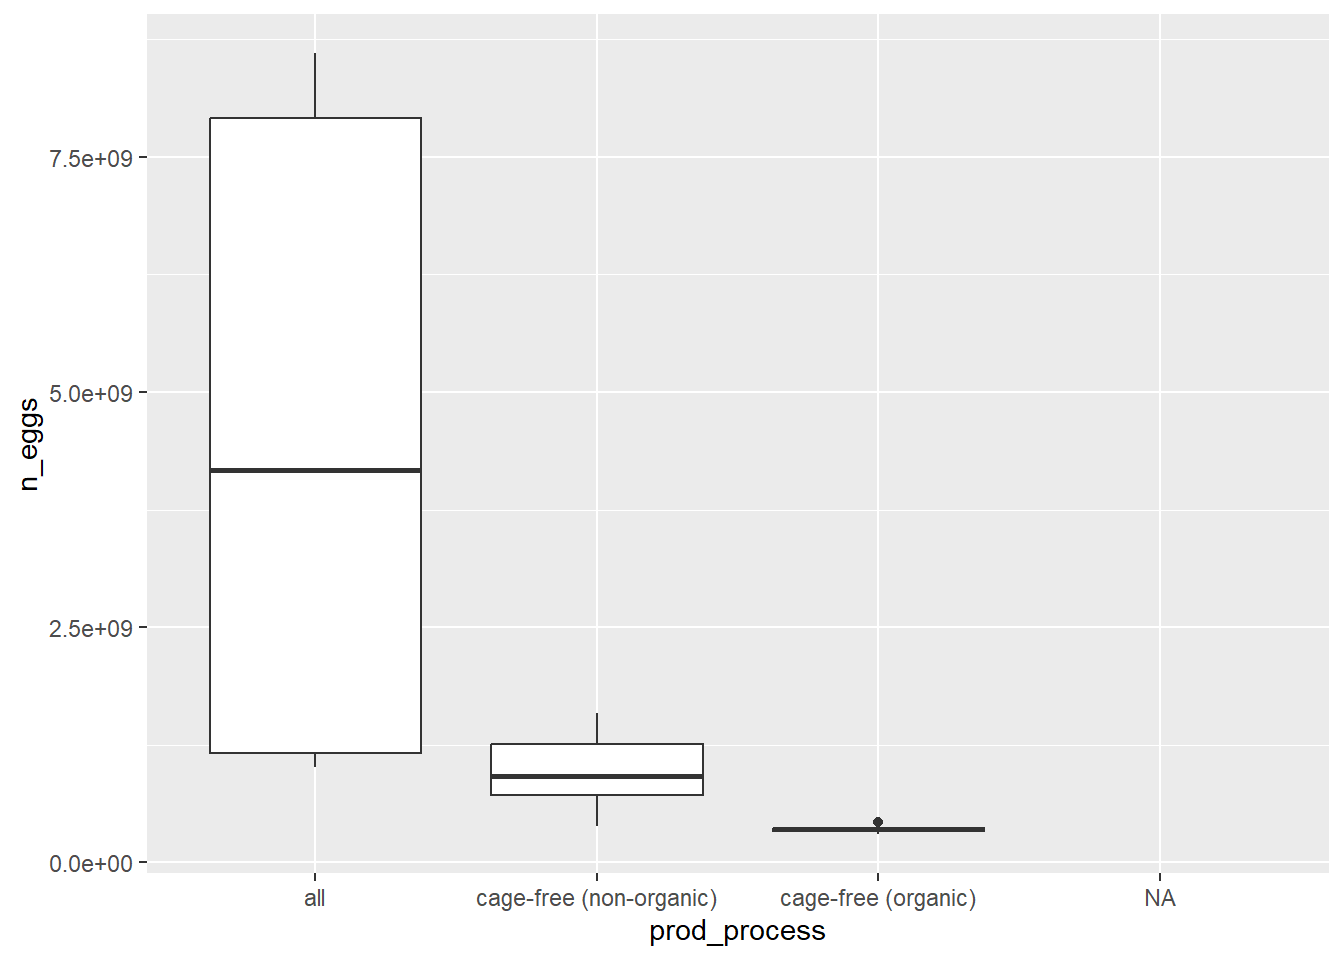 n_eggs
7.5e+09
5.0e+09
2.5e+09
0.0e+00
all cage-free (non-organic) cage-free (organic) NA
prod_process